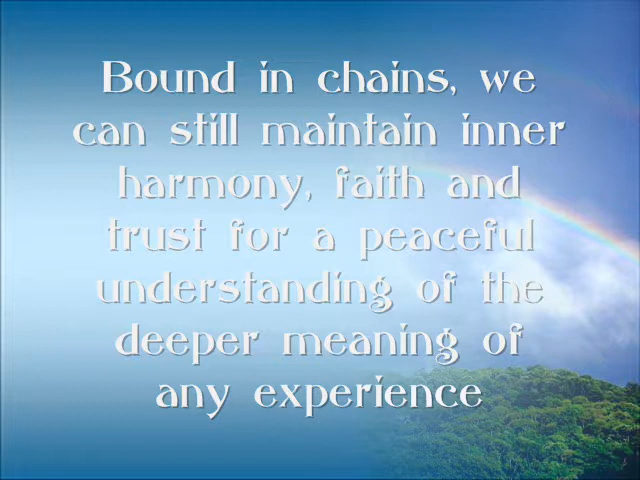 Bound in chains, we
can still maintain inner
harmony, faith and
trust for a peaceful
understanding of the
deeper meaning of
any experience